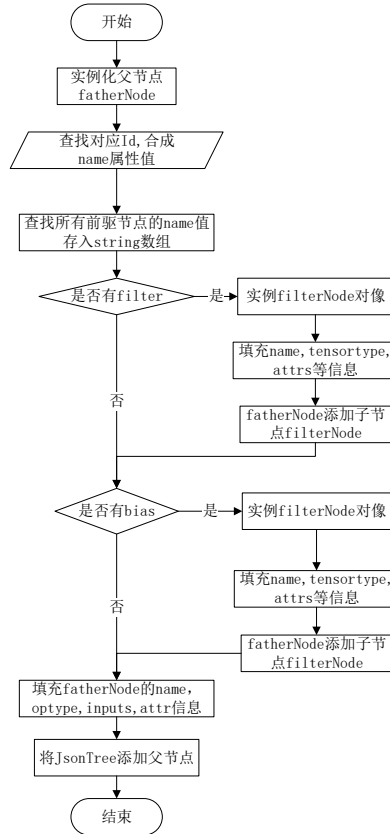 开始
实例化父节点
fatherNode
查找对应Id,合成
name属性值
查找所有前驱节点的name值
存入string数组
是否有filter
是
实例filterNode对像
填充name,tensortype,
attrs等信息
否
fatherNode添加子节
点filterNode
是否有bias
是
实例filterNode对像
填充name,tensortype,
attrs等信息
否
fatherNode添加子节
点filterNode
填充fatherNode的name，
optype,inputs,attr信息
将JsonTree添加父节点
结束